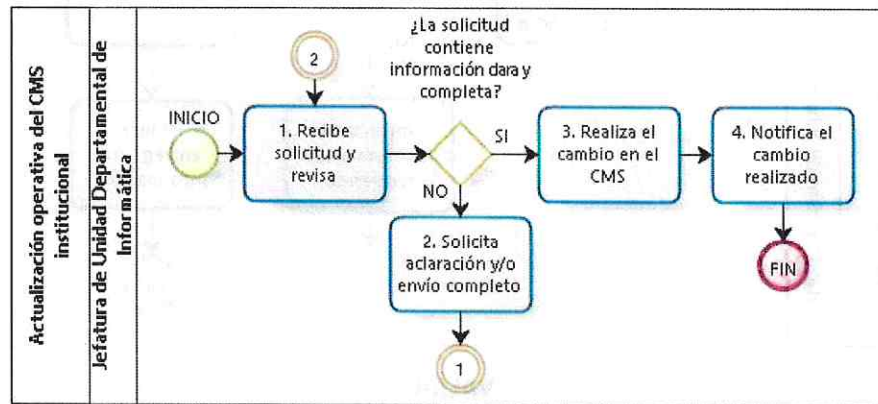 Actualización operativa del CMS
institucional
Jefatura de Unidad Departamental de
Informática
INICIO
2
1. Recibe
solicitud y
revisa
¿La solicitud
contiene
información dara y
completa?
SI
NO
3. Realiza el
cambio en el
CMS
4. Notifica el
cambio
realizado
2. Solicita
aclaración y/o
envío completo
1
FIN